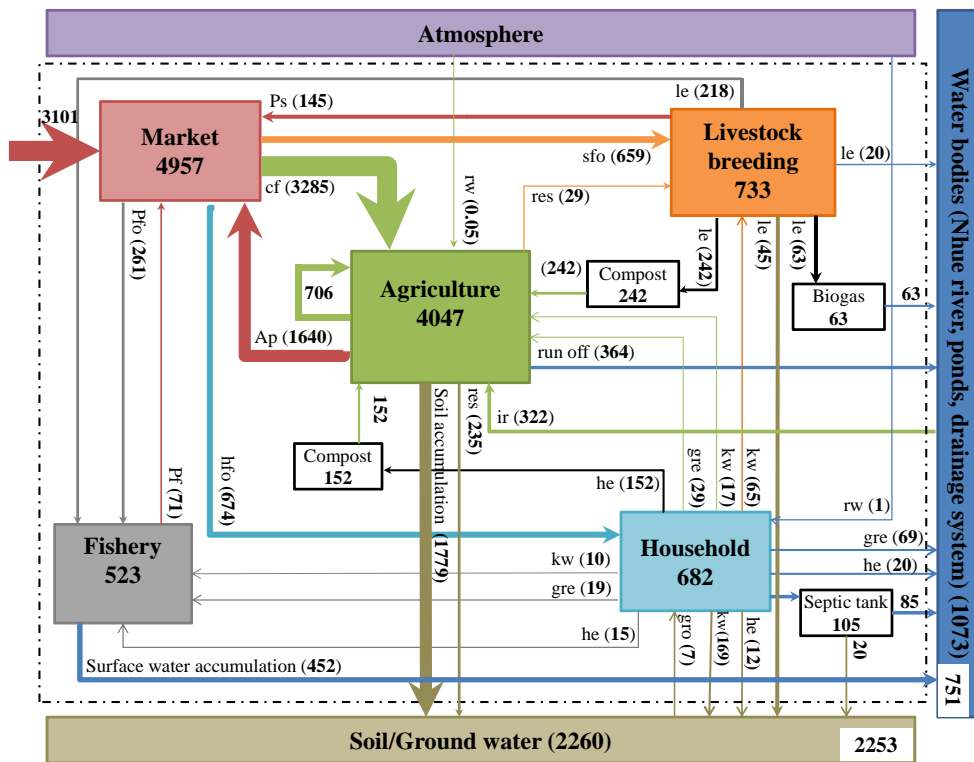 Atmosphere
3101
Market
4957
Ps (145)
le (218)
Livestock
breeding
733
le (20)
sfo (659)
cf (3285)
rw (0.05)
res (29)
Pfo (261)
706
Agriculture
4047
(242)
Compost
242
le (242)
le (45)
le (63)
Biogas
63
63
Ap (1640)
run off (364)
152
Soil accumulation (1779)
res (235)
ir (322)
Compost
152
he (152)
gre (29)
kw (17)
kw (65)
rw (1)
Pf (71)
hfo (674)
Fishery
523
Household
682
gre (69)
he (20)
kw (10)
gre (19)
he (15)
Septic tank
105
85
20
gro (7)
kw(169)
he (12)
Surface water accumulation (452)
Water bodies (Nhue river, ponds, drainage system) (1073)
751
Soil/Ground water (2260)
2253